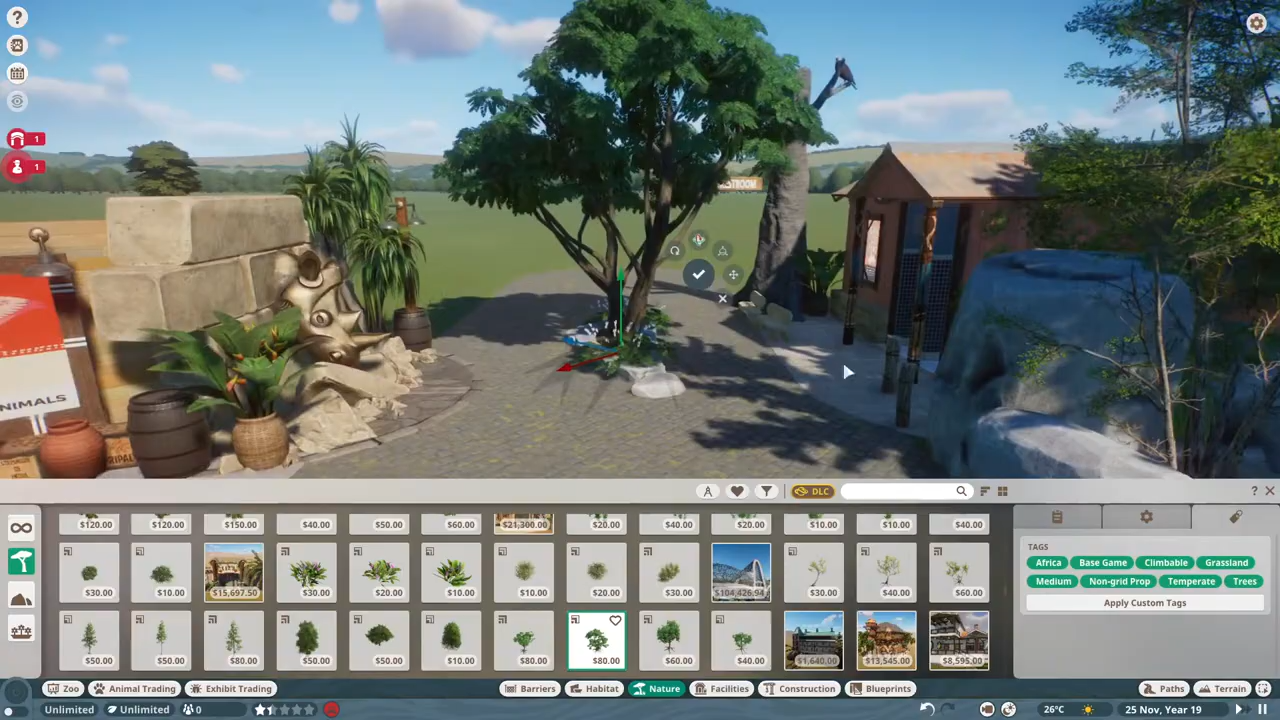 ?
1
1
STROOM
NIMALS
RIPAL
DLC
?
$120.00 $120.00 $150.00 $40.00 $50.00 $60.00 $21,300.00 $20.00 $40.00 $20.00 $10.00 $10.00 $40.00
TAGS
Africa Base Game Climbable Grassland
Medium Non-grid Prop Temperate Trees
Apply Custom Tags
$30.00 $10.00 $15,697.50 $30.00 $20.00 $10.00 $10.00 $20.00 $30.00 $104,426.94 $30.00 $40.00 $60.00
$50.00 $50.00 $80.00 $50.00 $50.00 $10.00 $80.00 $80.00 $60.00 $40.00 $1,640.00 $13,545.00 $8,595.00
Zoo Animal Trading Exhibit Trading Barriers Habitat Nature Facilities Construction Blueprints Paths Terrain
Unlimited Unlimited 0 26°C 25 Nov, Year 19